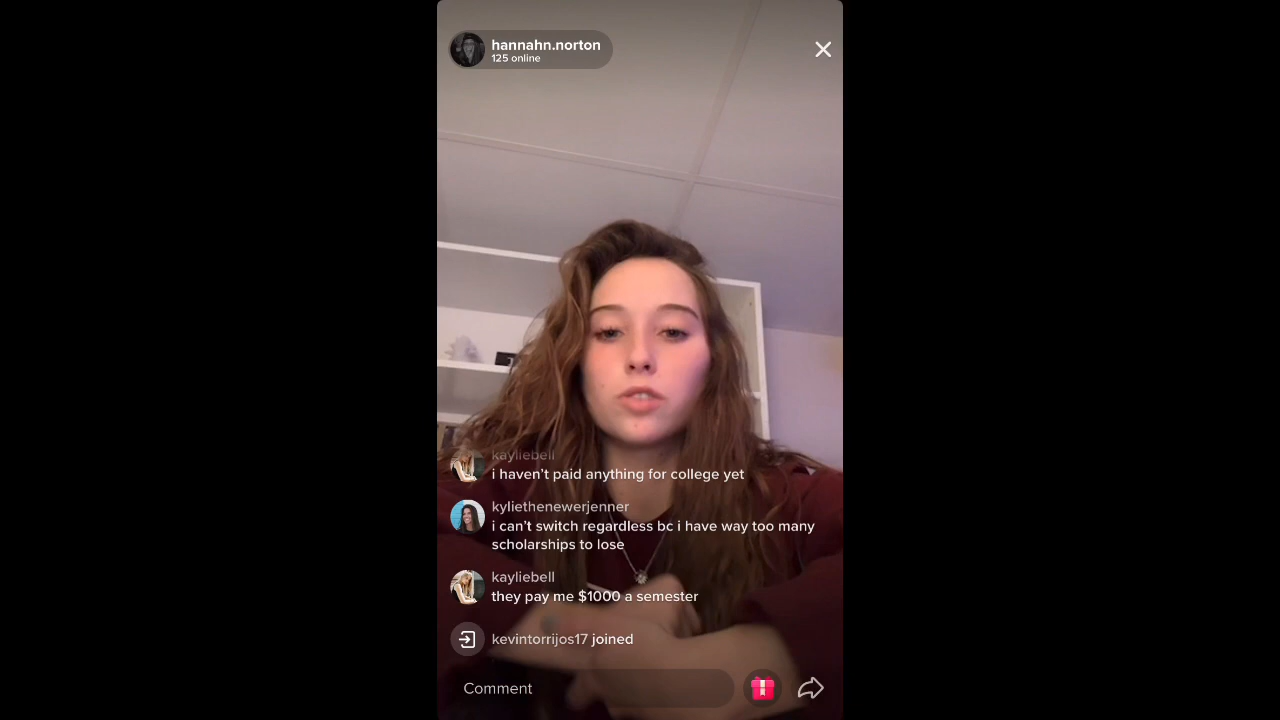 hannahn.norton
125 online
kayliebell
i haven't paid anything for college yet
kyliethenewerjenner
i can't switch regardless bc i have way too many
scholarships to lose
kayliebell
they pay me $1000 a semester
kevintorrijos17 joined
Comment